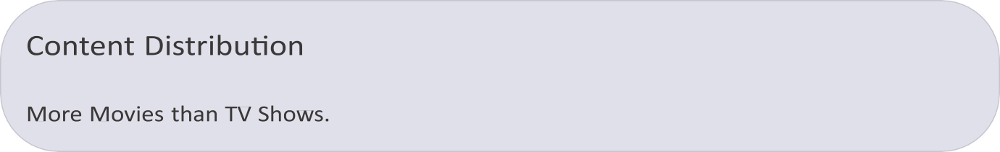 Content Distribution
More Movies than TV Shows.